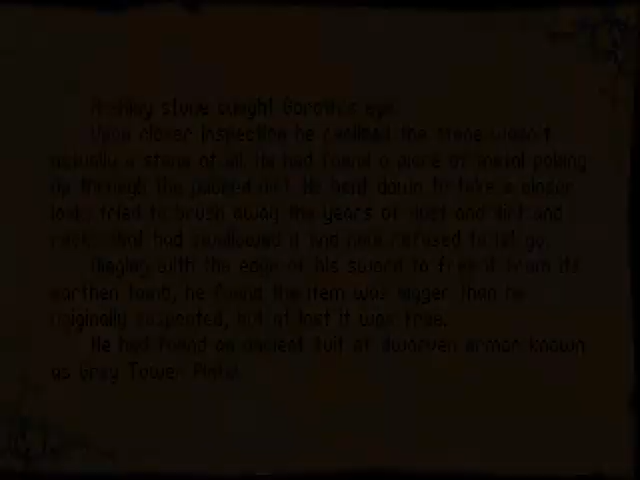 A shiny stone caught Gorath's eye.
Upon closer inspection he realized the stone wasn't
actually a stone at all. He had found a piece of metal poking
up through the packed dirt. He bent down to take a closer
look, tried to brush away the years of dust and dirt and
rocks that had swallowed it and now refused to let go.
Digging with the edge of his sword to free it from its
earthen tomb, he found the item was bigger than he
originally suspected, but at last it was free.
He had found an ancient suit of dwarven armor known
as Grey Tower Plate.